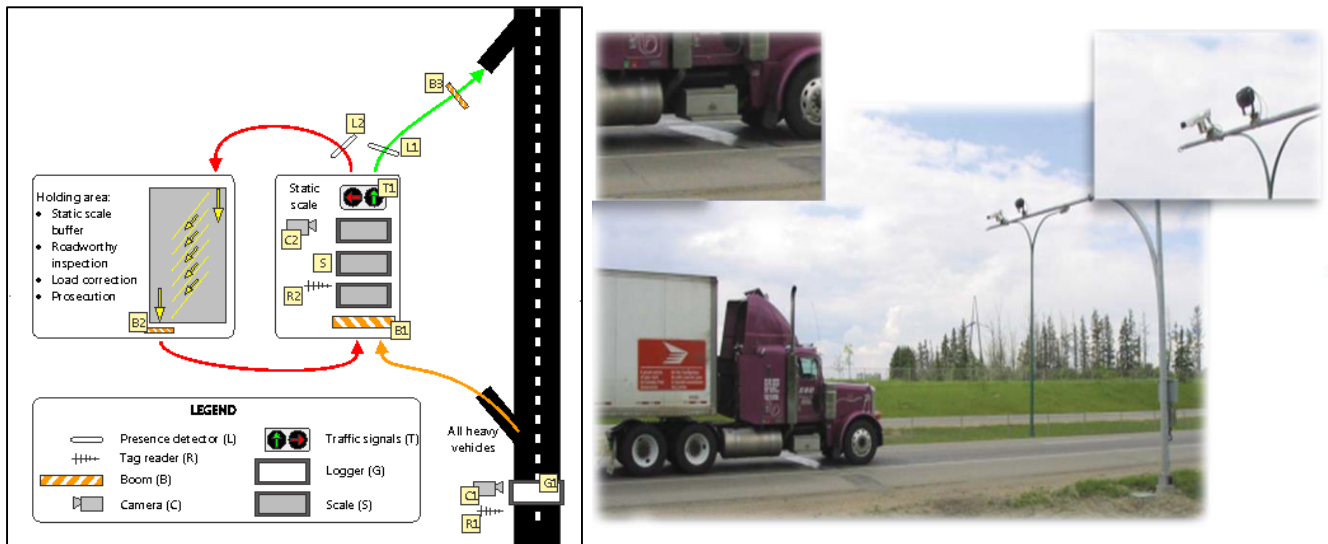 B3
L2
L1
Holding area:
• Static scale
buffer
• Roadworthy
inspection
• Load correction
• Prosecution
B2
Static
scale
T1
C2
S
R2
B1
All heavy
vehicles
C1
G1
R1
LEGEND
Presence detector (L)
Tag reader (R)
Boom (B)
Camera (C)
Traffic signals (T)
Logger (G)
Scale (S)